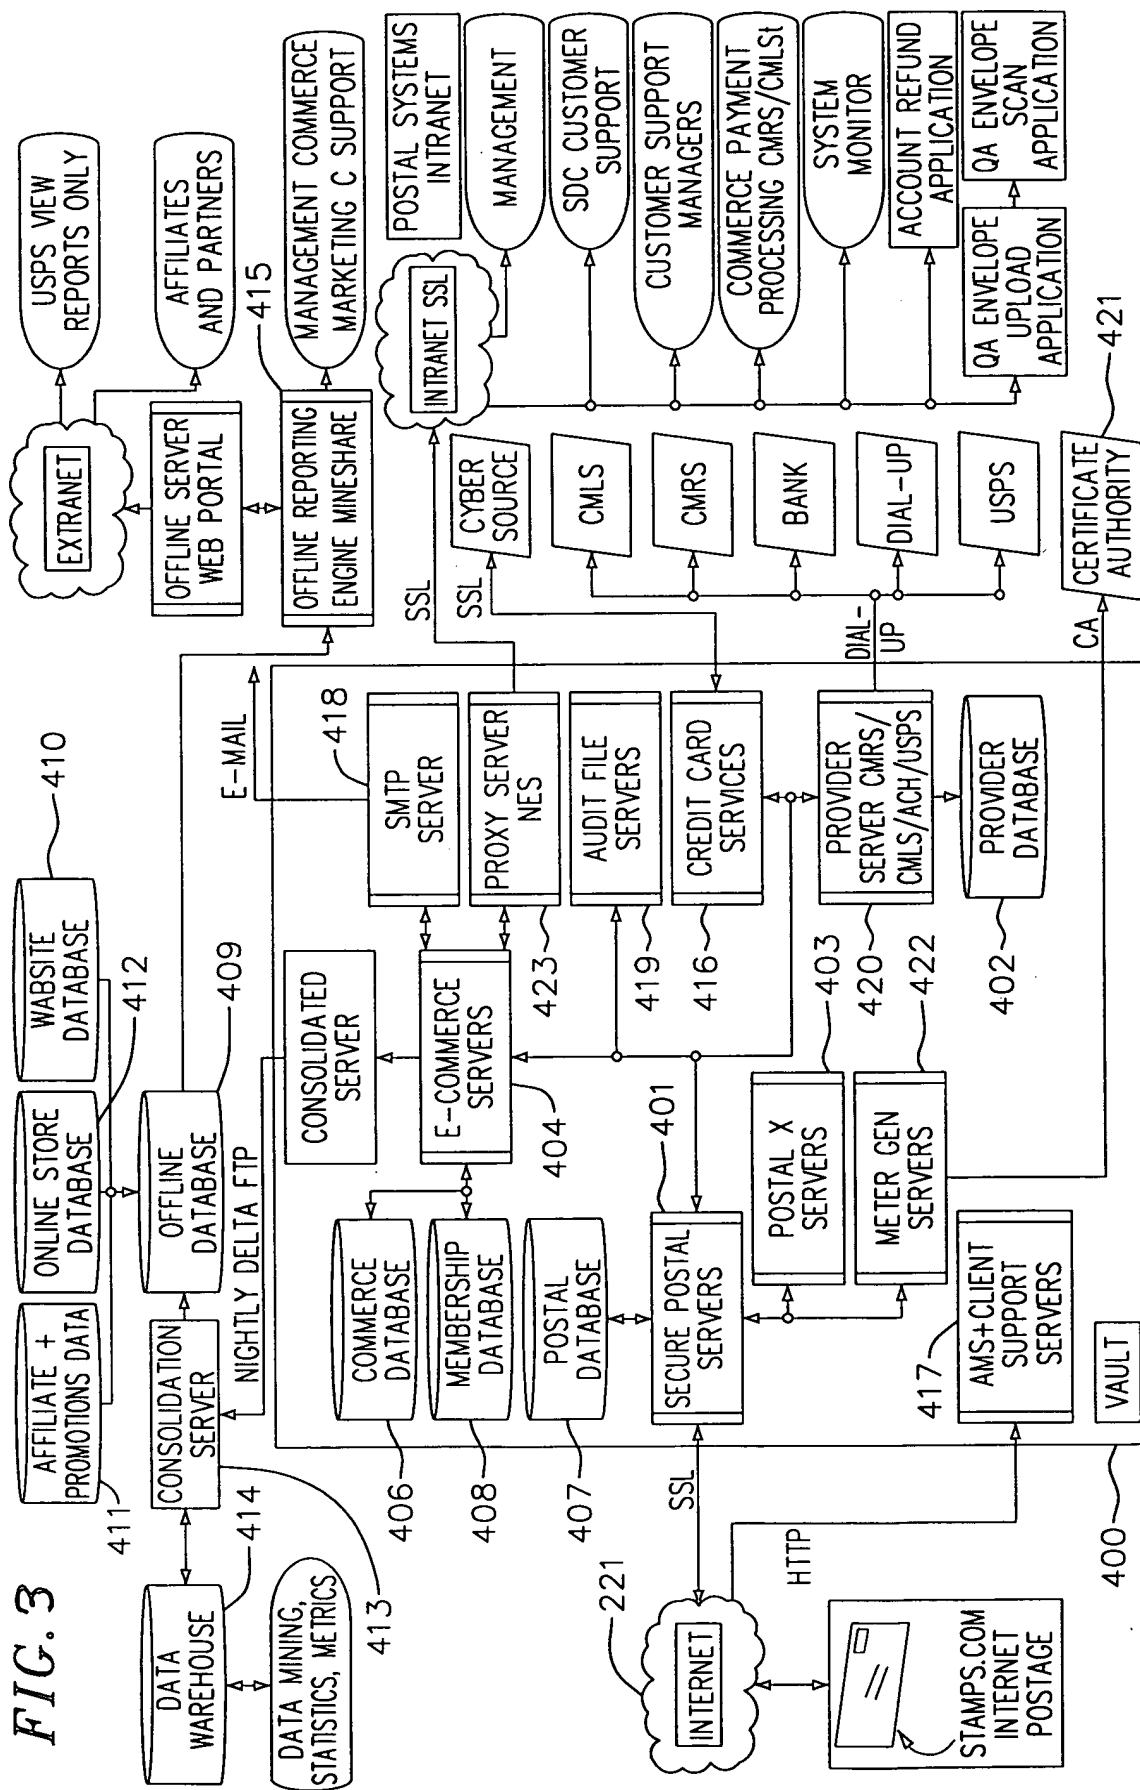 FIG. 3
AFFILIATE +
PROMOTIONS DATA
411
ONLINE STORE
DATABASE
412
WABSITE
DATABASE
410
DATA
WAREHOUSE
414
CONSOLIDATION
SERVER
413
OFFLINE
DATABASE
409
DATA MINING,
STATISTICS, METRICS
NIGHTLY DELTA FTP
E-MAIL
EXTRANET
USPS VIEW
REPORTS ONLY
AFFILIATES
AND PARTNERS
OFFLINE SERVER
WEB PORTAL
OFFLINE REPORTING
ENGINE MINESHARE
415
MANAGEMENT COMMERCE
MARKETING C SUPPORT
COMMERCE
DATABASE
406
MEMBERSHIP
DATABASE
408
POSTAL
DATABASE
407
CONSOLIDATED
SERVER
E-COMMERCE
SERVERS
404
SMTP
SERVER
418
PROXY SERVER
NES
423
AUDIT FILE
SERVERS
419
CREDIT CARD
SERVICES
416
PROVIDER
SERVER CMRS/
CMLS/ACH/USPS
420
PROVIDER
DATABASE
402
SECURE POSTAL
SERVERS
401
POSTAL X
SERVERS
403
METER GEN
SERVERS
422
AMS+CLIENT
SUPPORT
SERVERS
417
VAULT
400
INTERNET
221
SSL
HTTP
STAMPS.COM
INTERNET
POSTAGE
SSL
SSL
DIAL-
UP
CA
INTRANET SSL
POSTAL SYSTEMS
INTRANET
CYBER
SOURCE
CMLS
CMRS
BANK
DIAL-UP
USPS
CERTIFICATE
AUTHORITY
421
MANAGEMENT
SDC CUSTOMER
SUPPORT
CUSTOMER SUPPORT
MANAGERS
COMMERCE PAYMENT
PROCESSING CMRS/CMLSt
SYSTEM
MONITOR
ACCOUNT REFUND
APPLICATION
QA ENVELOPE
UPLOAD
APPLICATION
QA ENVELOPE
SCAN
APPLICATION